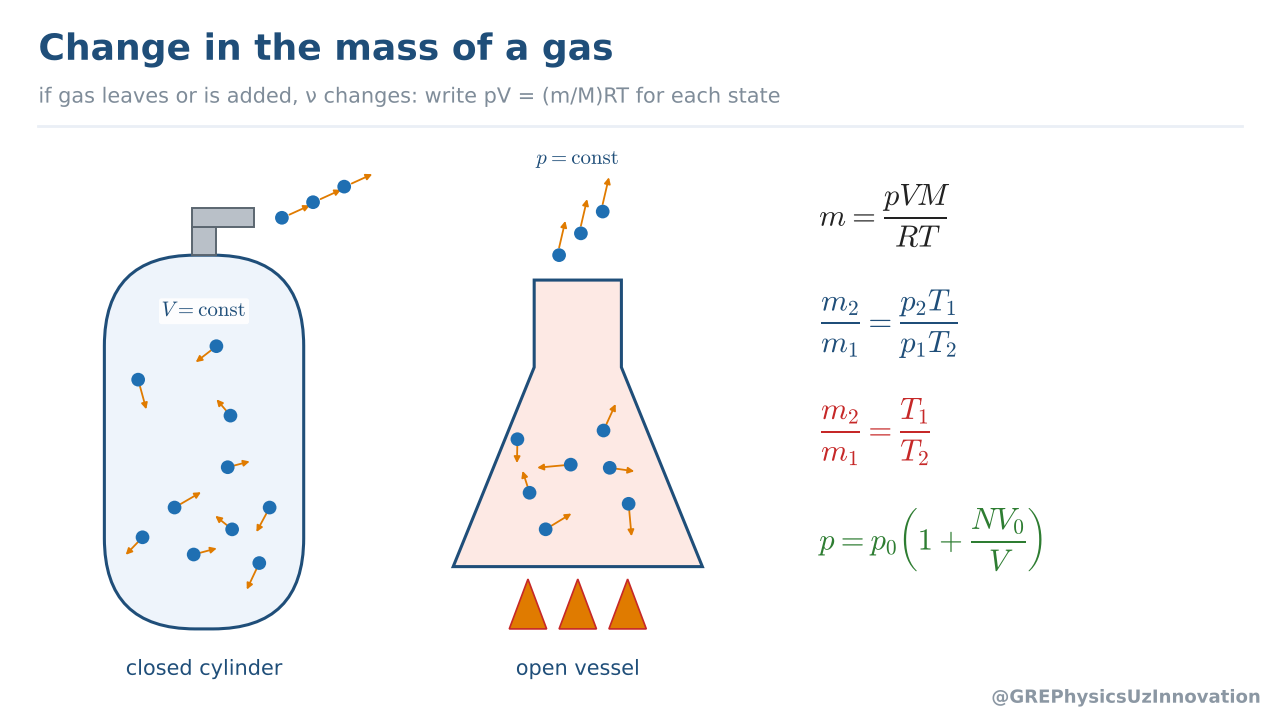 Change in the mass of a gas
if gas leaves or is added, ν changes: write pV = (m/M)RT for each state
p = const
V = const
m = pVM / RT
m₂/m₁ = p₂T₁ / p₁T₂
m₂/m₁ = T₁/T₂
p = p₀(1 + NV₀/V)
closed cylinder
open vessel
@GREPhysicsUzInnovation